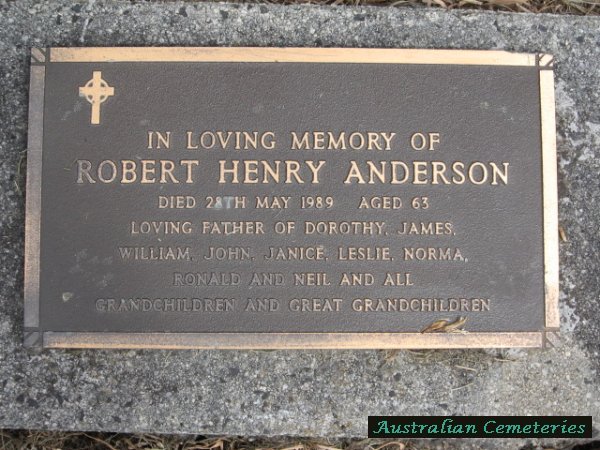 IN LOVING MEMORY OF
ROBERT HENRY ANDERSON
DIED 28TH MAY 1989 AGED 63
LOVING FATHER OF DOROTHY, JAMES,
WILLIAM, JOHN, JANICE, LESLIE, NORMA,
RONALD AND NEIL AND ALL
GRANDCHILDREN AND GREAT GRANDCHILDREN
Australian Cemeteries